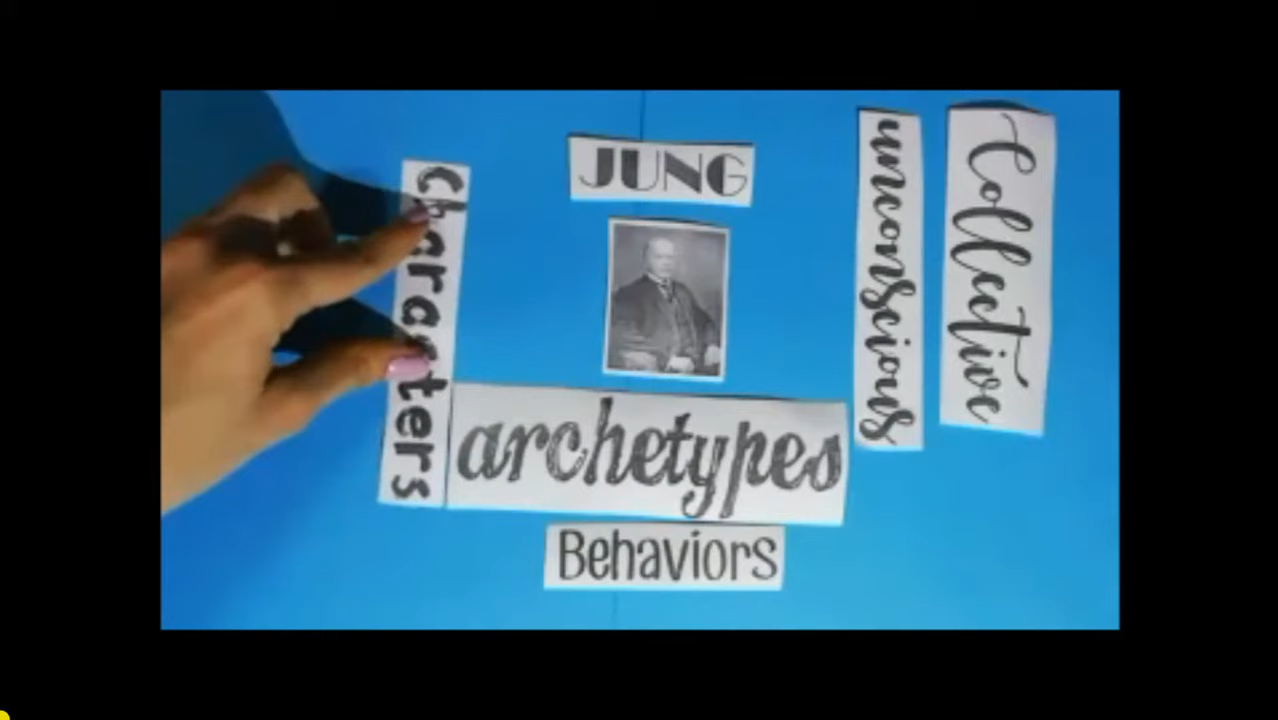 JUNG
Characters
unconscious
Collective
archetypes
Behaviors